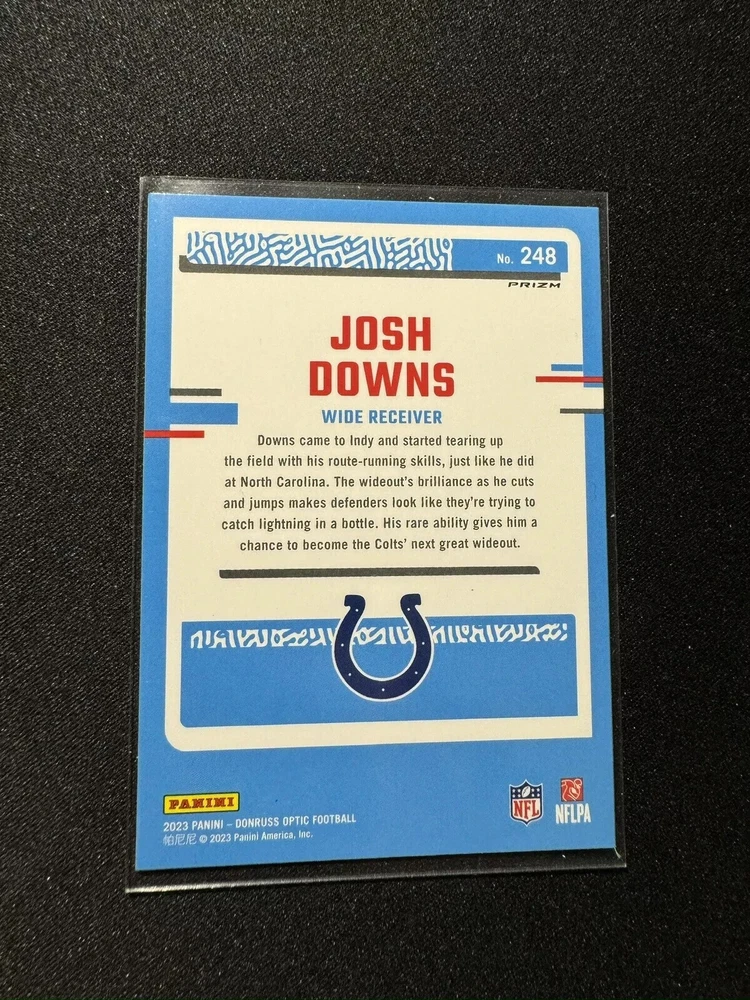 No. 248
PRIZM
JOSH
DOWNS
WIDE RECEIVER
Downs came to Indy and started tearing up
the field with his route-running skills, just like he did
at North Carolina. The wideout's brilliance as he cuts
and jumps makes defenders look like they're trying to
catch lightning in a bottle. His rare ability gives him a
chance to become the Colts' next great wideout.
PANINI
NFL
NFLPA
2023 PANINI – DONRUSS OPTIC FOOTBALL
帕尼尼 © 2023 Panini America, Inc.